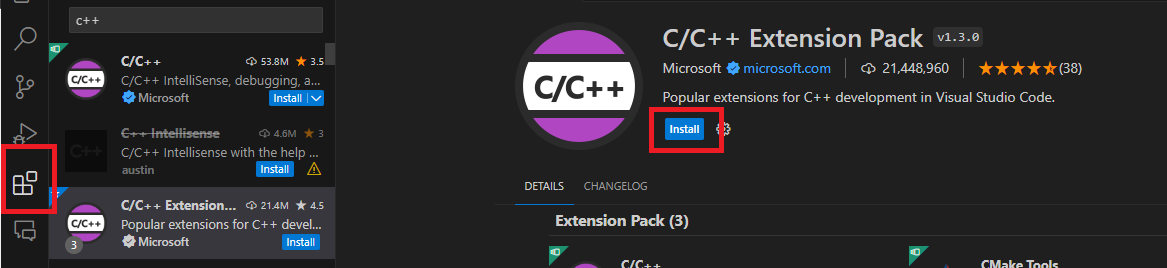 c++
C/C++
53.8M ★ 3.5
C/C++ IntelliSense, debugging, a...
Microsoft
Install
C++ Intellisense
4.6M ★ 3
C/C++ Intellisense with the help ...
austin
Install
C/C++ Extension...
21.4M ★ 4.5
Popular extensions for C++ devel...
Microsoft
Install
3
C/C++
C/C++
C++
C/C++
C/C++ Extension Pack v1.3.0
Microsoft microsoft.com | 21,448,960 | ★★★★★(38)
Popular extensions for C++ development in Visual Studio Code.
Install
DETAILS CHANGELOG
Extension Pack (3)
C/C++ CMake Tools